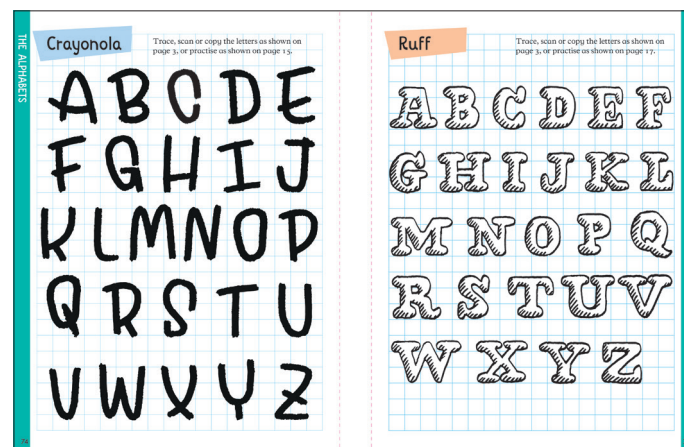 THE ALPHABETS
Crayonola
Trace, scan or copy the letters as shown on
page 3, or practise as shown on page 15.
A B C D E
F G H I J
K L M N O P
Q R S T U
V W X Y Z
74
Ruff
Trace, scan or copy the letters as shown on
page 3, or practise as shown on page 17.
A B C D E F
G H I J K L
M N O P Q
R S T U V
W X Y Z